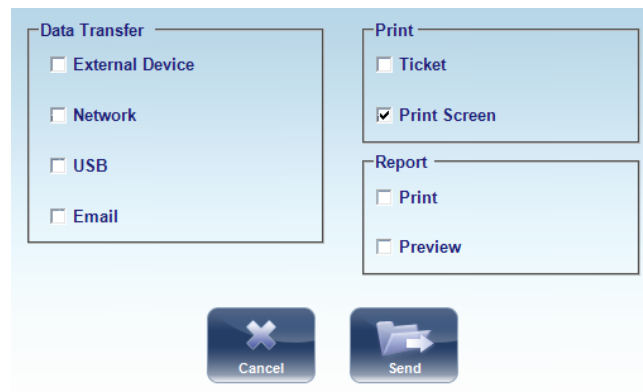 Data Transfer
External Device
Network
USB
Email
Print
Ticket
Print Screen
Report
Print
Preview
Cancel
Send